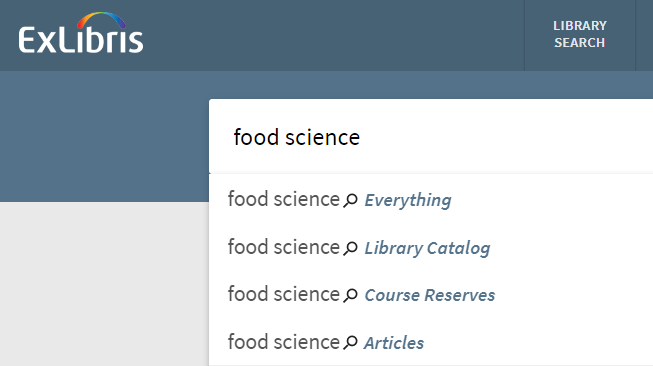 ExLibris
LIBRARY
SEARCH
food science
food science Everything
food science Library Catalog
food science Course Reserves
food science Articles